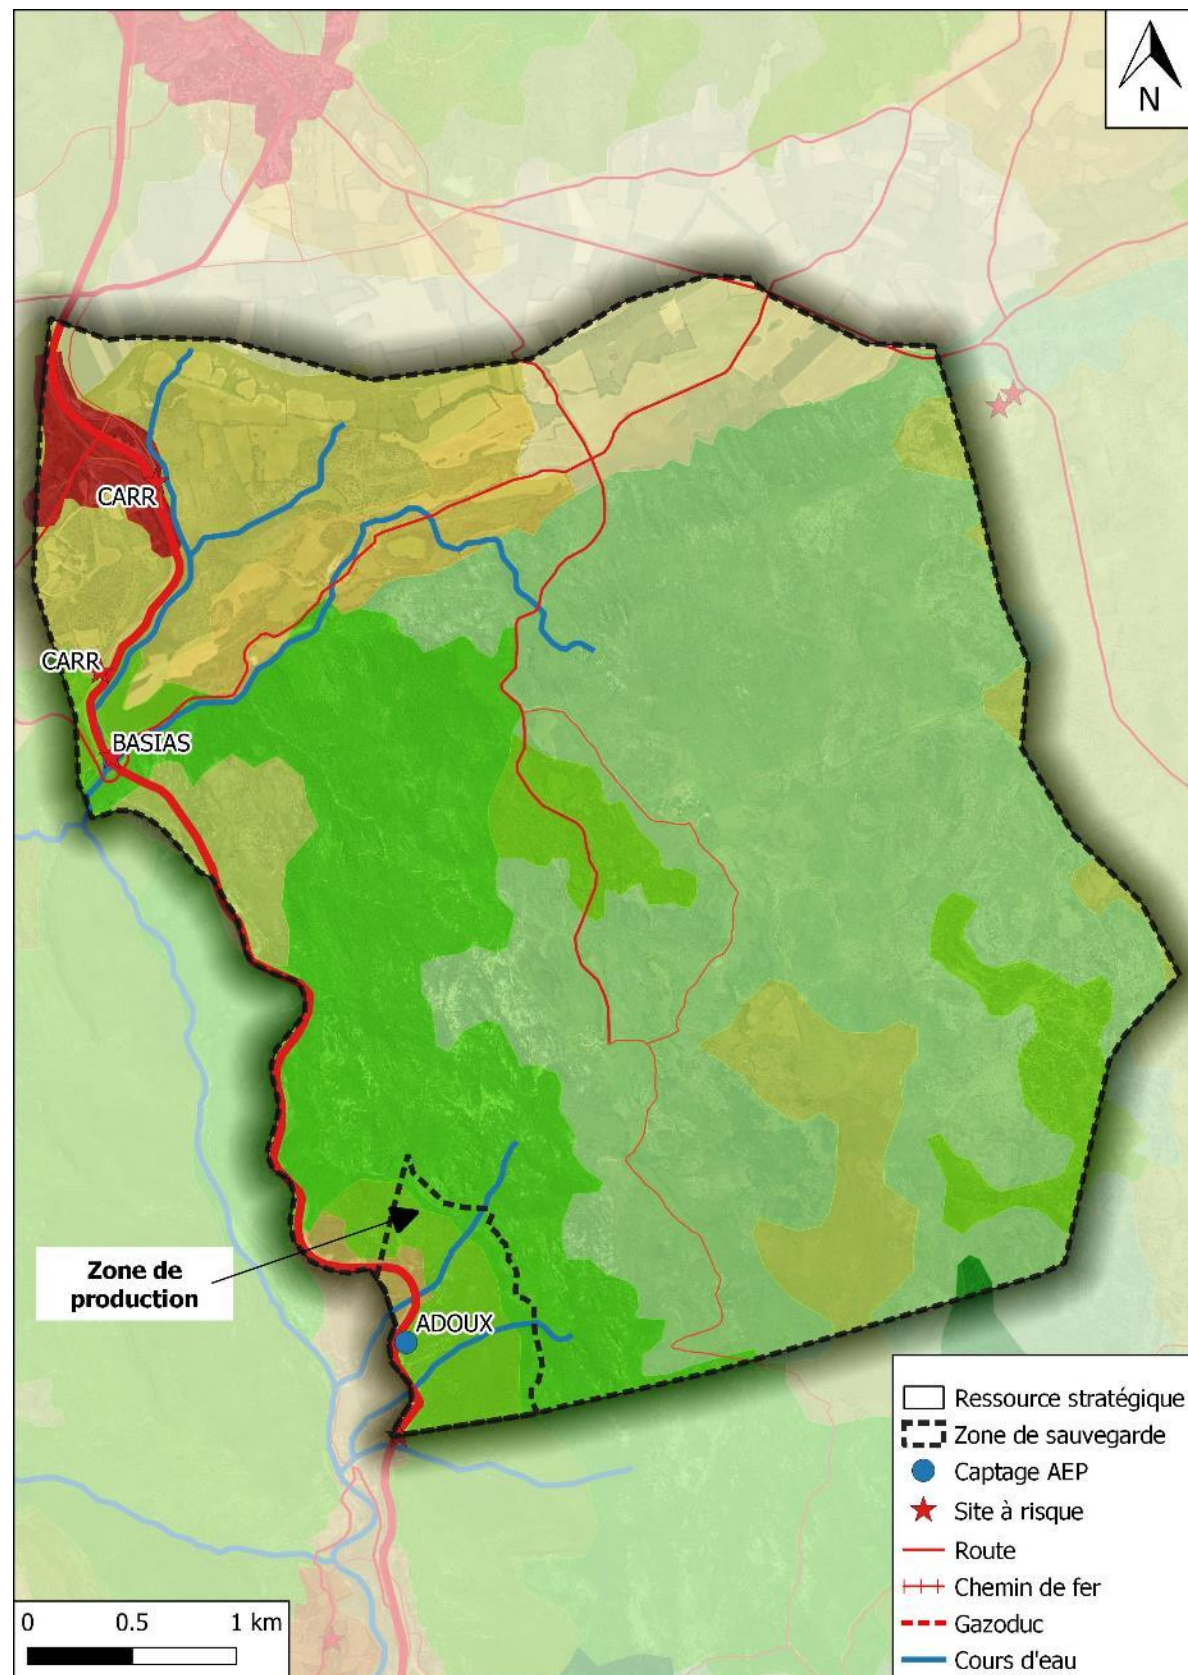 N
CARR
CARR
BASIAS
Zone de
production
ADOUX
Ressource stratégique
Zone de sauvegarde
Captage AEP
Site à risque
Route
Chemin de fer
Gazoduc
Cours d'eau
0 0.5 1 km